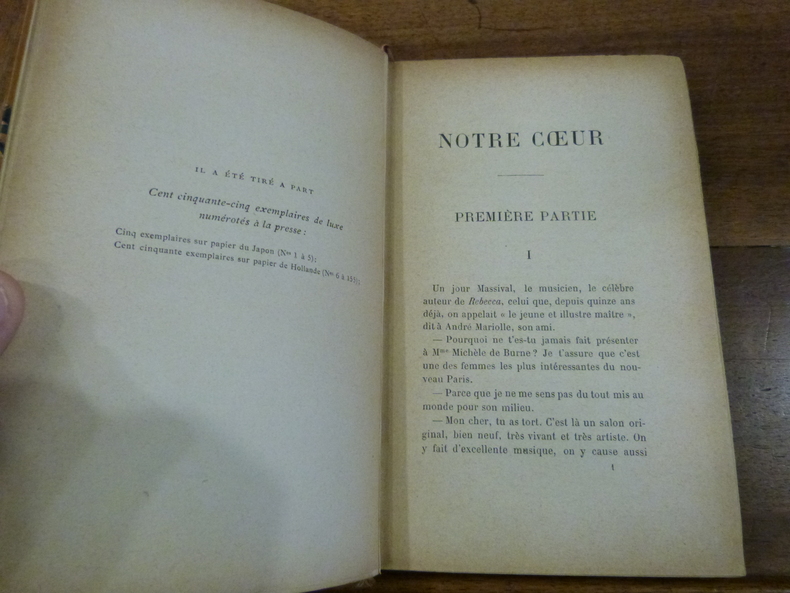 IL A ÉTÉ TIRÉ A PART
Cent cinquante-cinq exemplaires de luxe
numérotés à la presse :
Cinq exemplaires sur papier du Japon (Nos 1 à 5);
Cent cinquante exemplaires sur papier de Hollande (Nos 6 à 155);
NOTRE CŒUR
PREMIÈRE PARTIE
I
Un jour Massival, le musicien, le célèbre
auteur de Rebecca, celui que, depuis quinze ans
déjà, on appelait « le jeune et illustre maître »,
dit à André Mariolle, son ami.
— Pourquoi ne t'es-tu jamais fait présenter
à Mme Michèle de Burne ? Je t'assure que c'est
une des femmes les plus intéressantes du nou-
veau Paris.
— Parce que je ne me sens pas du tout mis au
monde pour son milieu.
— Mon cher, tu as tort. C'est là un salon ori-
ginal, bien neuf, très vivant et très artiste. On
y fait d'excellente musique, on y cause aussi
1